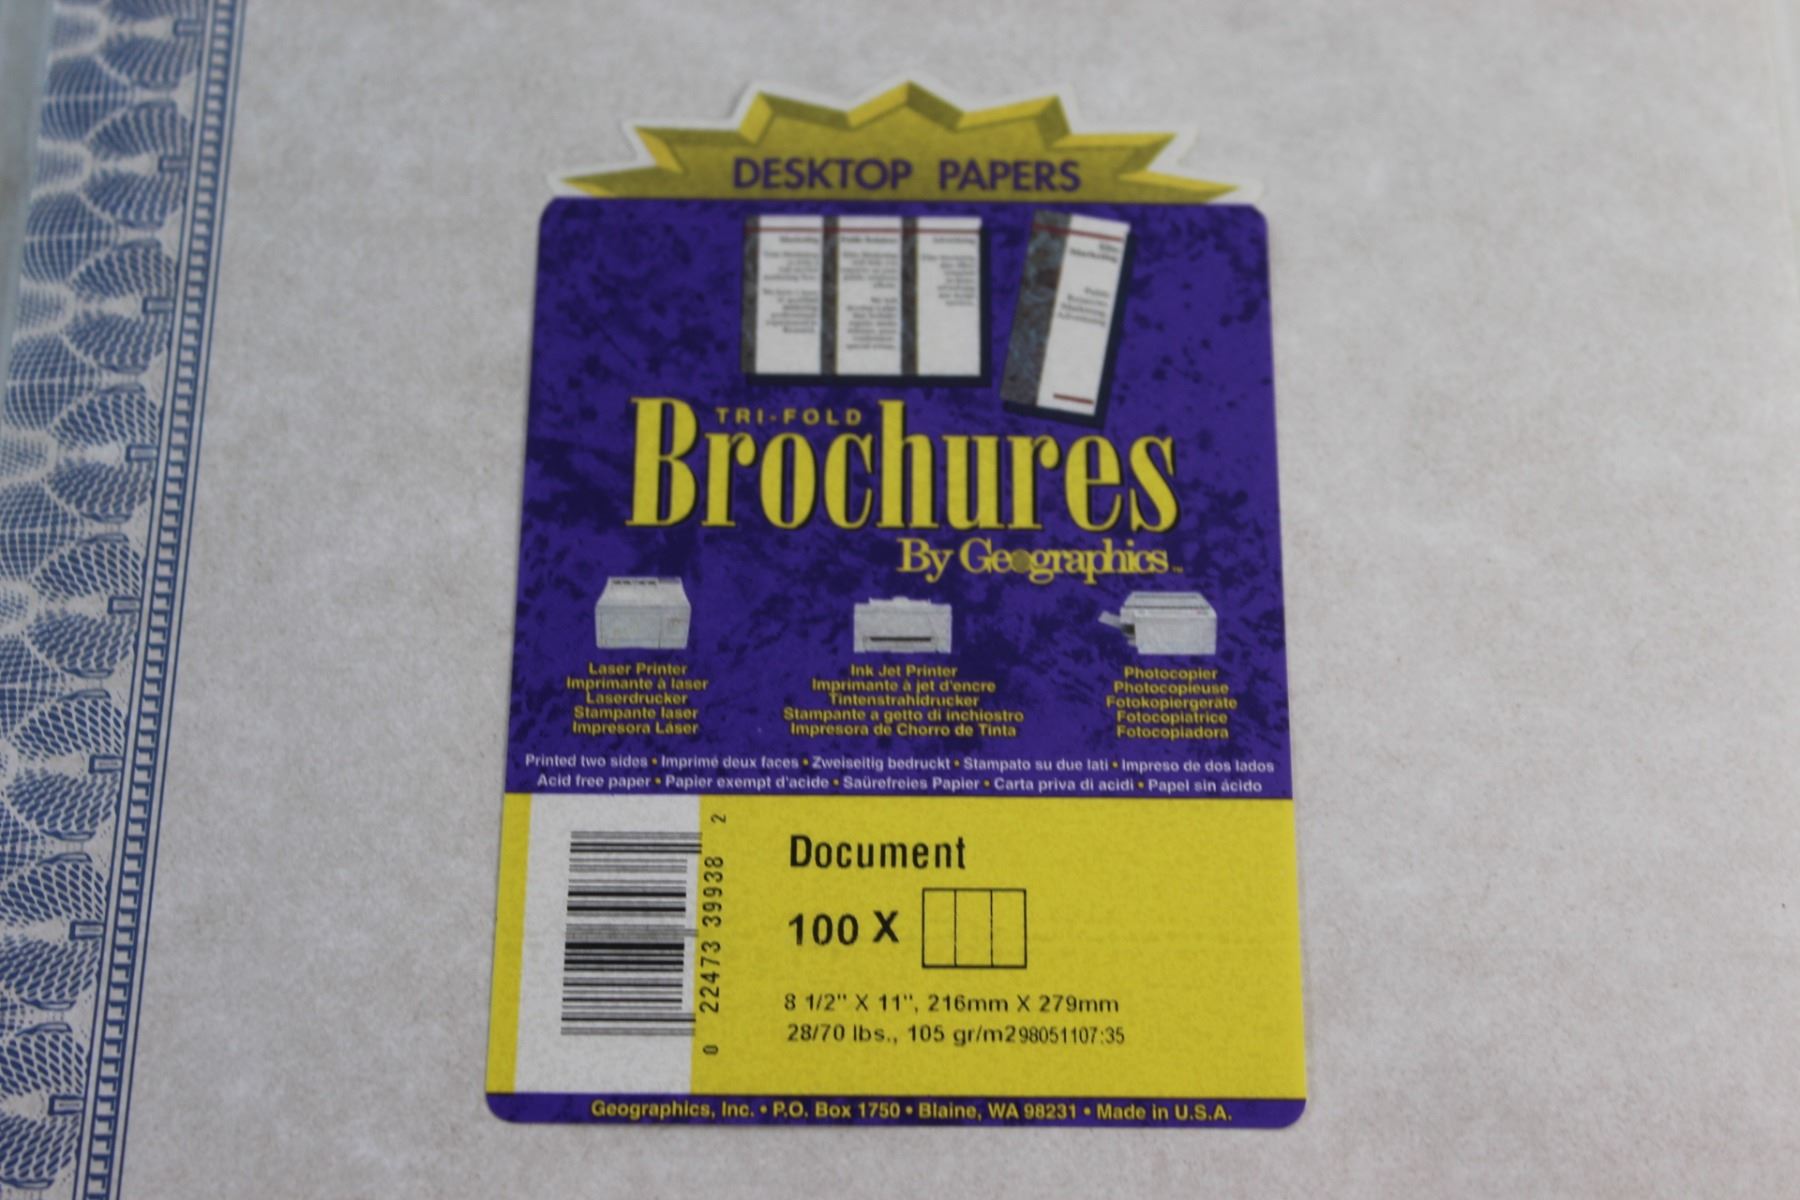 DESKTOP PAPERS
TRI-FOLD
Brochures
By Geographics™
Laser Printer
Imprimante à laser
Laserdrucker
Stampante laser
Impresora Láser
Ink Jet Printer
Imprimante à jet d'encre
Tintenstrahldrucker
Stampante a getto di inchiostro
Impresora de Chorro de Tinta
Photocopier
Photocopieuse
Fotokopiergeräte
Fotocopiatrice
Fotocopiadora
Printed two sides • Imprimé deux faces • Zweiseitig bedruckt • Stampato su due lati • Impreso de dos lados
Acid free paper • Papier exempt d'acide • Saürefreies Papier • Carta priva di acidi • Papel sin ácido
0 22473 39938 2
Document
100 X
8 1/2" X 11", 216mm X 279mm
28/70 lbs., 105 gr/m298051107:35
Geographics, Inc. • P.O. Box 1750 • Blaine, WA 98231 • Made in U.S.A.